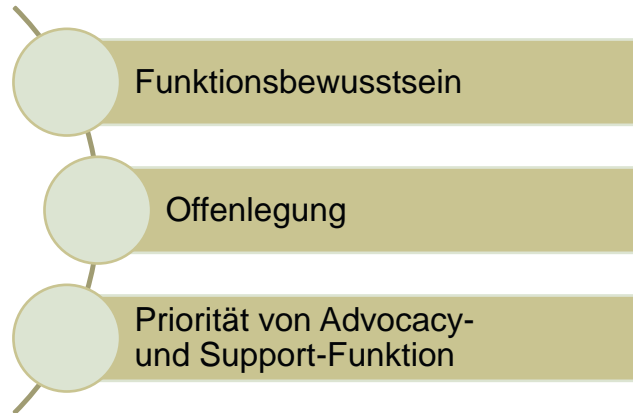 Funktionsbewusstsein
Offenlegung
Priorität von Advocacy-
und Support-Funktion